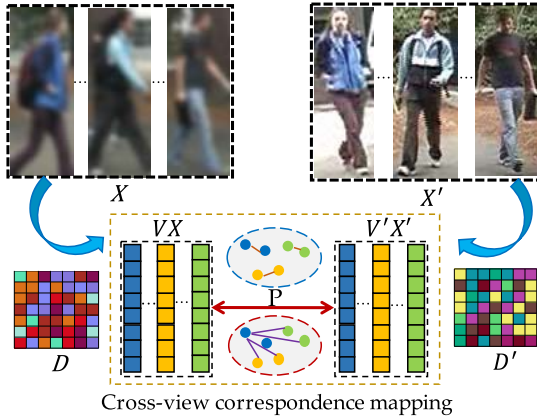 X
X′
VX
V′X′
P
D
D′
Cross-view correspondence mapping